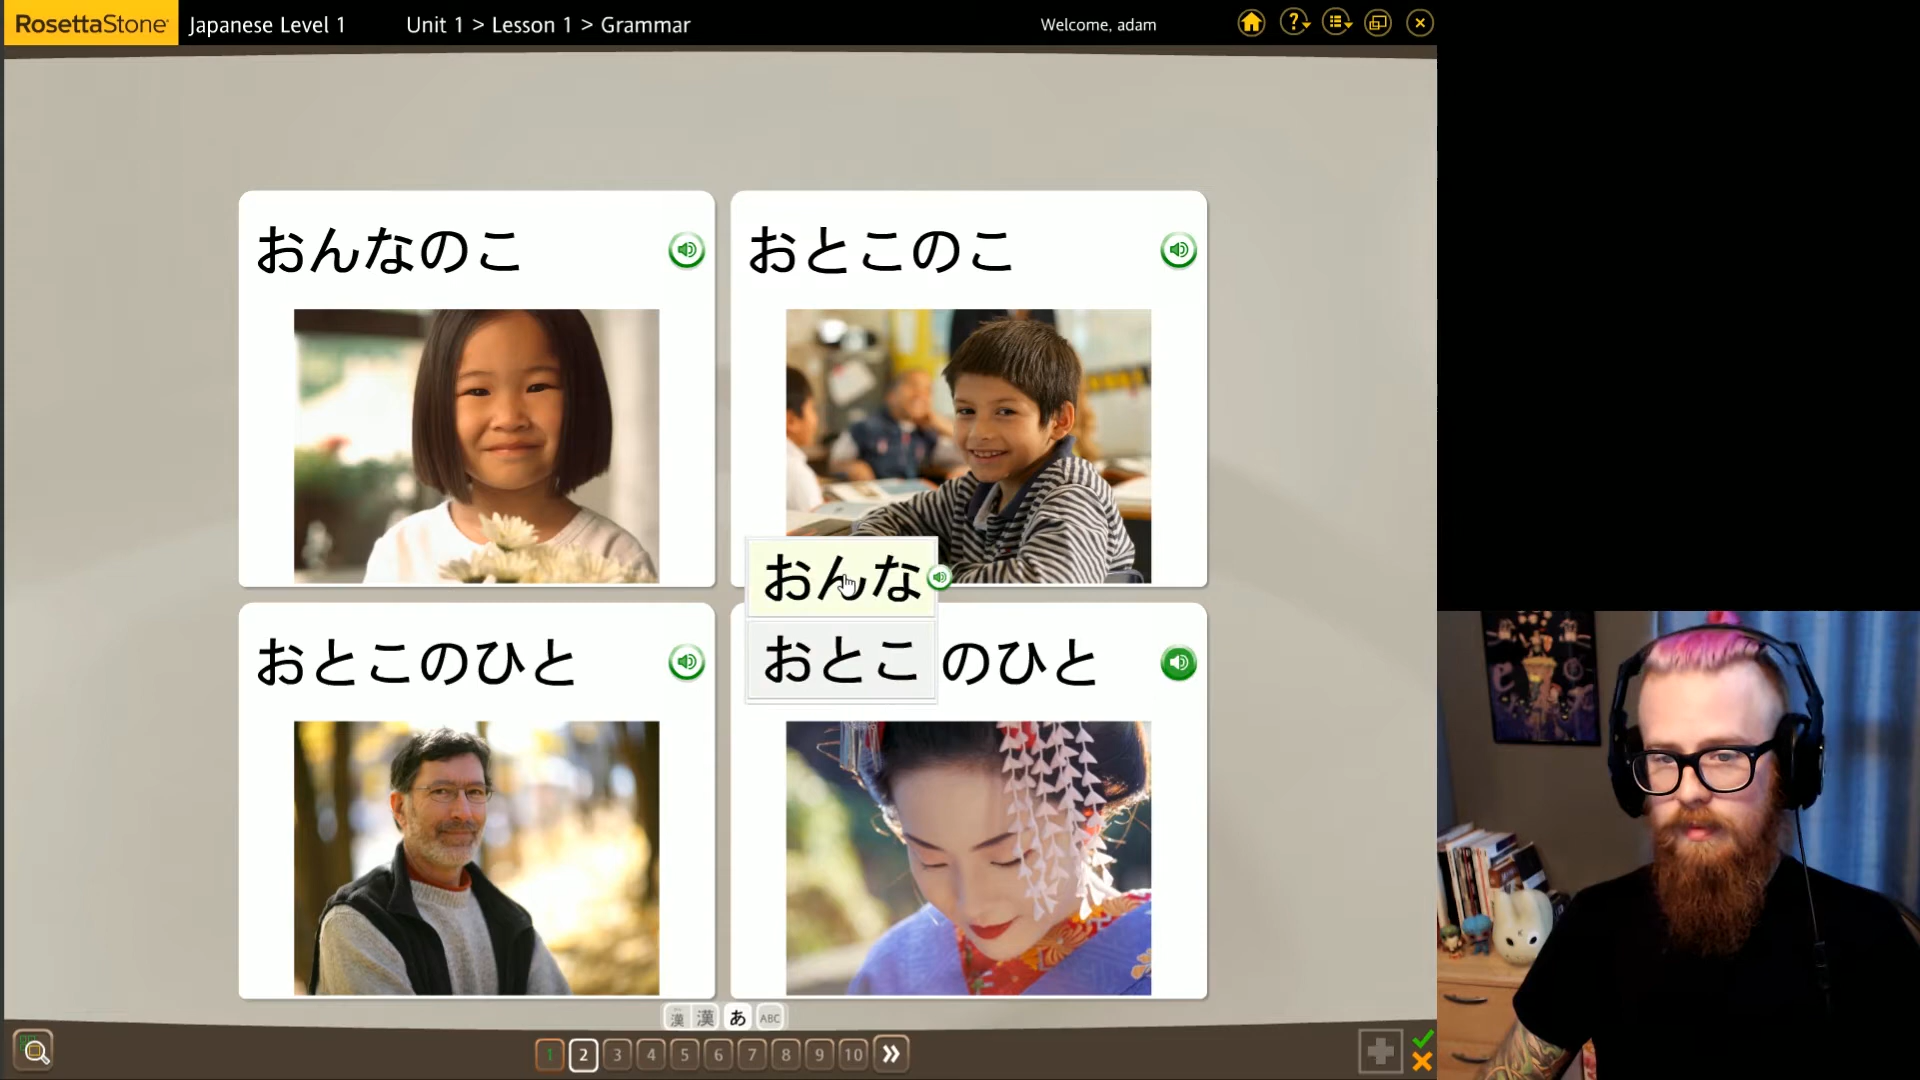 RosettaStone Japanese Level 1 Unit 1 > Lesson 1 > Grammar Welcome, adam
おんなのこ
おとこのこ
おとこのひと
おんな
おとこ のひと
漢 漢 あ ABC
1 2 3 4 5 6 7 8 9 10 »